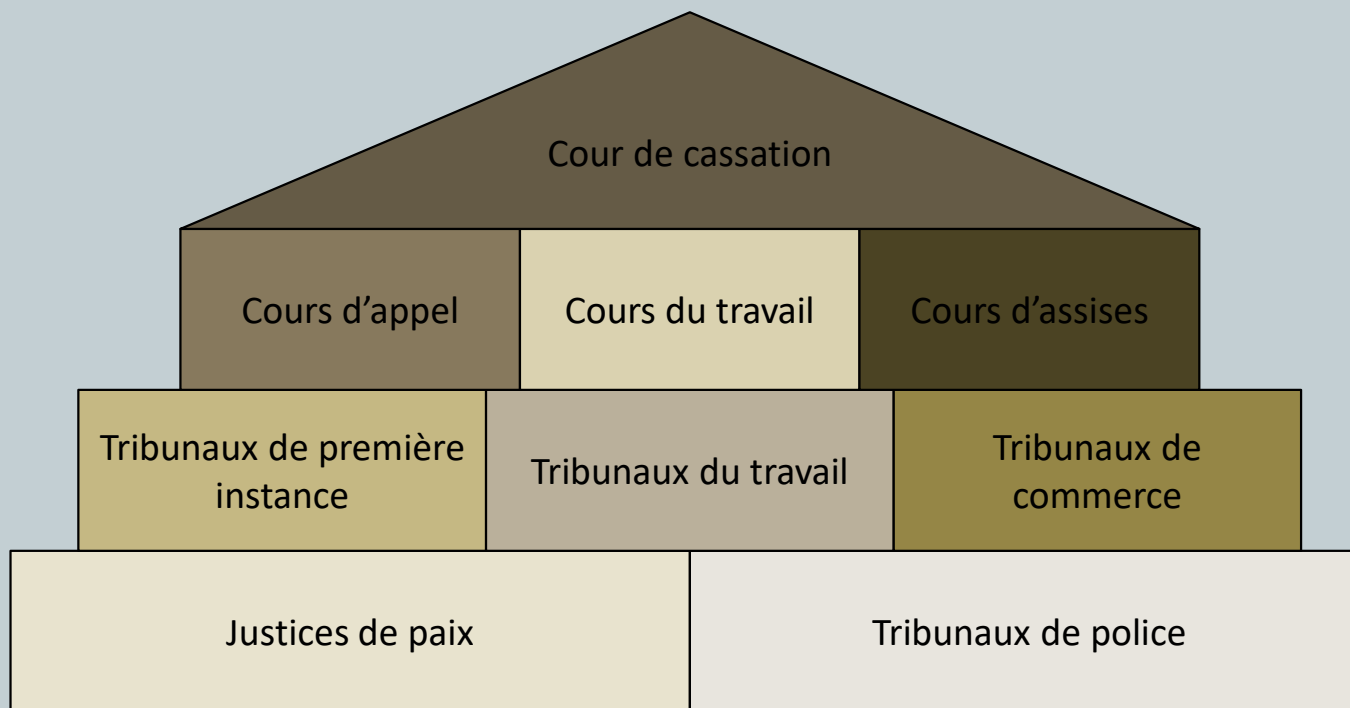 Cour de cassation
Cours d’appel
Cours du travail
Cours d’assises
Tribunaux de première
instance
Tribunaux du travail
Tribunaux de
commerce
Justices de paix
Tribunaux de police